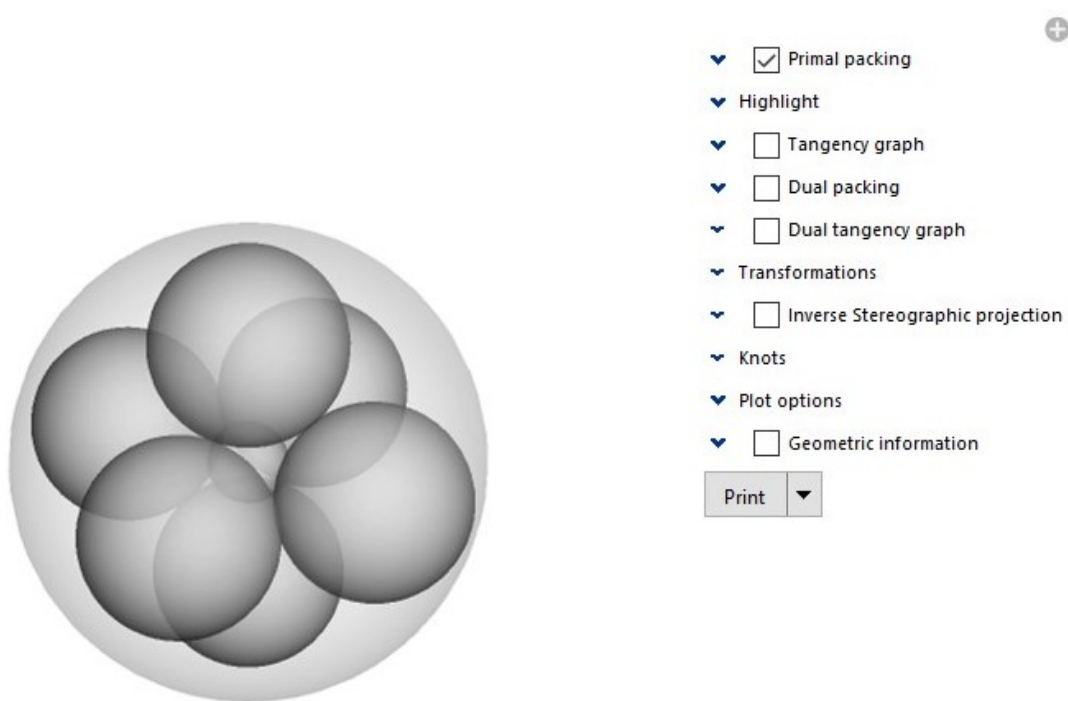 Primal packing
Highlight
Tangency graph
Dual packing
Dual tangency graph
Transformations
Inverse Stereographic projection
Knots
Plot options
Geometric information
Print